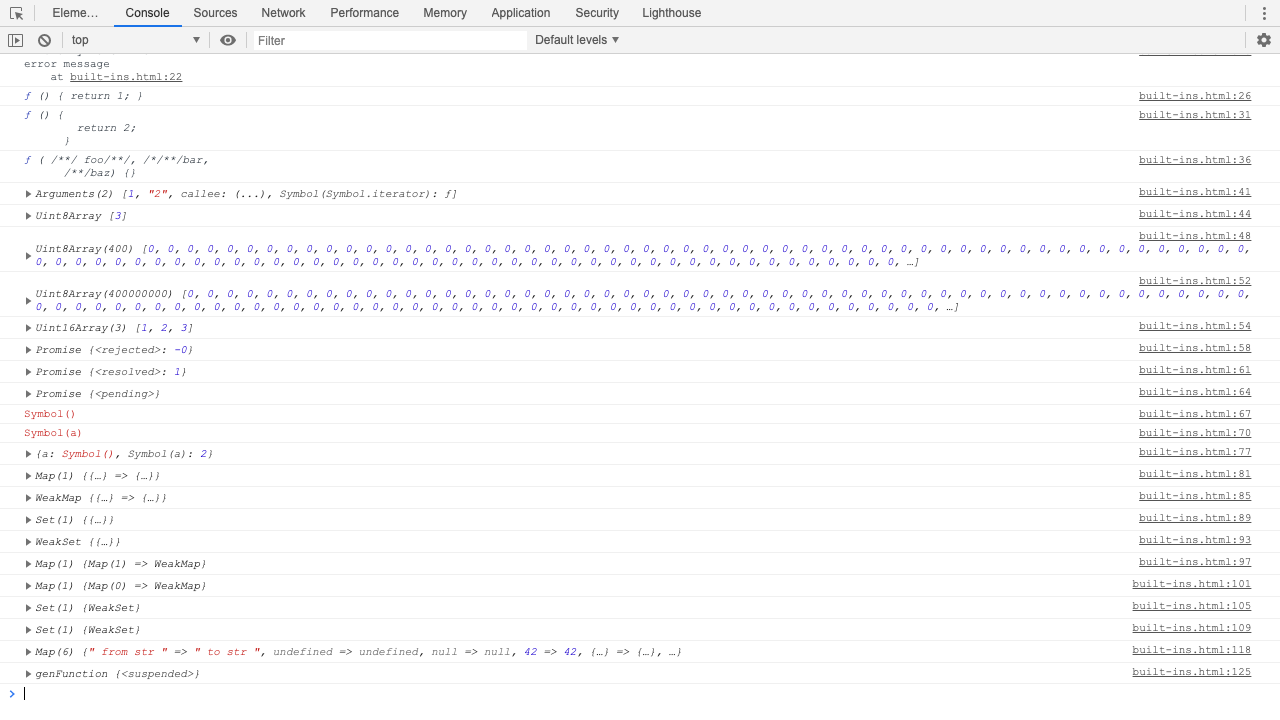 Eleme… Console Sources Network Performance Memory Application Security Lighthouse
top Filter Default levels
error message
at built-ins.html:22
ƒ () { return 1; } built-ins.html:26
ƒ () { built-ins.html:31
return 2;
}
ƒ ( /**/ foo/**/, /*/**/bar, built-ins.html:36
/**/baz) {}
Arguments(2) [1, "2", callee: (...), Symbol(Symbol.iterator): ƒ] built-ins.html:41
Uint8Array [3] built-ins.html:44
built-ins.html:48
Uint8Array(400) [0, 0, 0, 0, 0, 0, 0, 0, 0, 0, 0, 0, 0, 0, 0, 0, 0, 0, 0, 0, 0, 0, 0, 0, 0, 0, 0, 0, 0, 0, 0, 0, 0, 0, 0, 0, 0, 0, 0, 0, 0, 0, 0, 0, 0, 0, 0, 0, 0, 0, 0, 0, 0, 0, 0, 0,
0, 0, 0, 0, 0, 0, 0, 0, 0, 0, 0, 0, 0, 0, 0, 0, 0, 0, 0, 0, 0, 0, 0, 0, 0, 0, 0, 0, 0, 0, 0, 0, 0, 0, 0, 0, 0, 0, 0, 0, 0, 0, 0, 0, …]
built-ins.html:52
Uint8Array(400000000) [0, 0, 0, 0, 0, 0, 0, 0, 0, 0, 0, 0, 0, 0, 0, 0, 0, 0, 0, 0, 0, 0, 0, 0, 0, 0, 0, 0, 0, 0, 0, 0, 0, 0, 0, 0, 0, 0, 0, 0, 0, 0, 0, 0, 0, 0, 0, 0, 0, 0, 0, 0, 0, 0,
0, 0, 0, 0, 0, 0, 0, 0, 0, 0, 0, 0, 0, 0, 0, 0, 0, 0, 0, 0, 0, 0, 0, 0, 0, 0, 0, 0, 0, 0, 0, 0, 0, 0, 0, 0, 0, 0, 0, 0, 0, 0, 0, 0, 0, 0, …]
Uint16Array(3) [1, 2, 3] built-ins.html:54
Promise {<rejected>: -0} built-ins.html:58
Promise {<resolved>: 1} built-ins.html:61
Promise {<pending>} built-ins.html:64
Symbol() built-ins.html:67
Symbol(a) built-ins.html:70
{a: Symbol(), Symbol(a): 2} built-ins.html:77
Map(1) {{…} => {…}} built-ins.html:81
WeakMap {{…} => {…}} built-ins.html:85
Set(1) {{…}} built-ins.html:89
WeakSet {{…}} built-ins.html:93
Map(1) {Map(1) => WeakMap} built-ins.html:97
Map(1) {Map(0) => WeakMap} built-ins.html:101
Set(1) {WeakSet} built-ins.html:105
Set(1) {WeakSet} built-ins.html:109
Map(6) {" from str " => " to str ", undefined => undefined, null => null, 42 => 42, {…} => {…}, …} built-ins.html:118
genFunction {<suspended>} built-ins.html:125